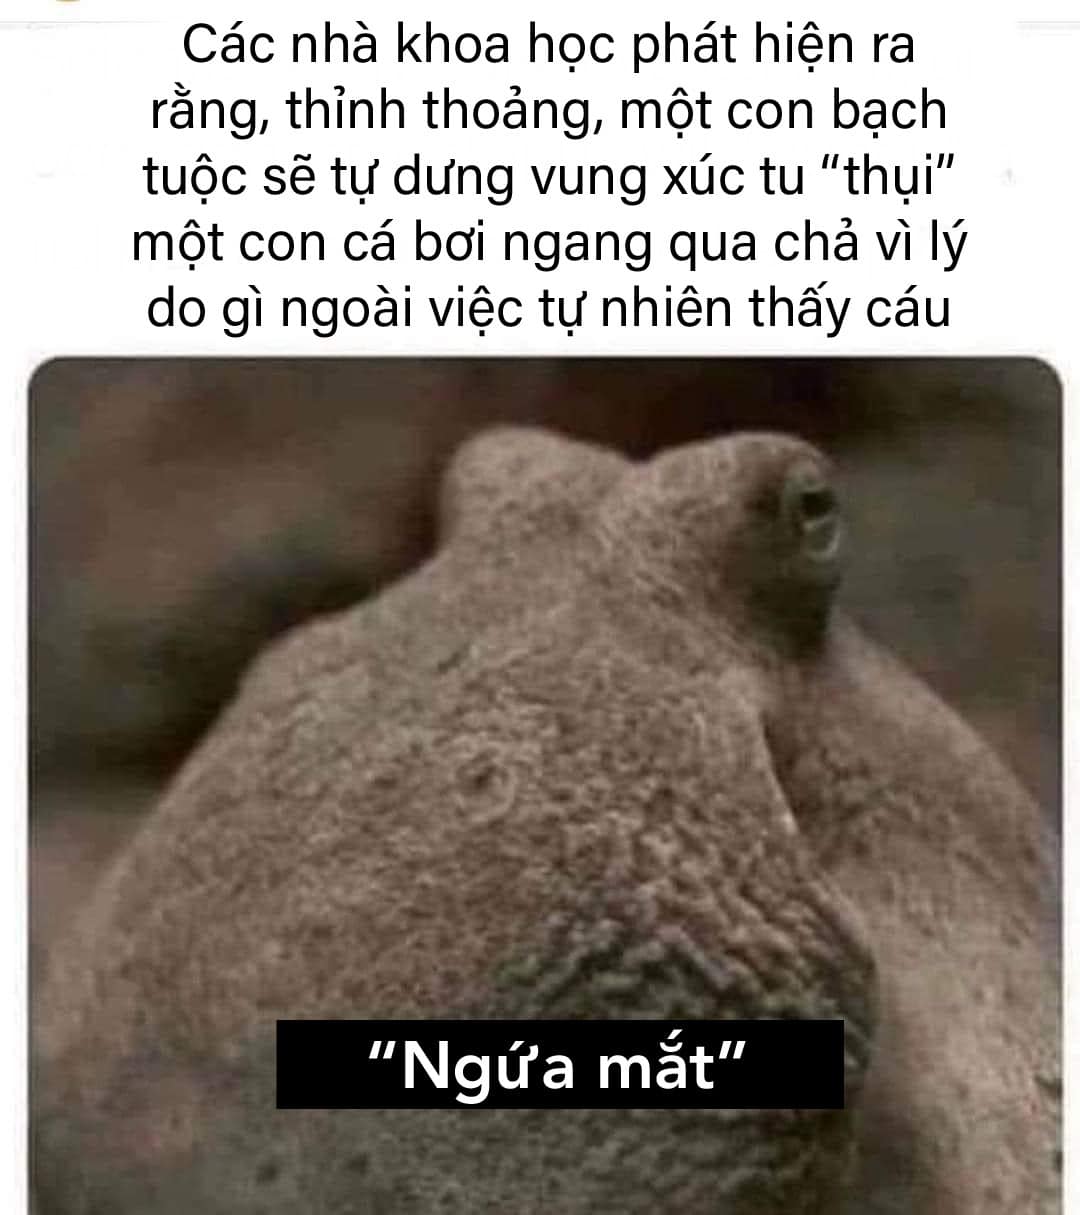 Các nhà khoa học phát hiện ra
rằng, thỉnh thoảng, một con bạch
tuộc sẽ tự dưng vung xúc tu “thụi”
một con cá bơi ngang qua chả vì lý
do gì ngoài việc tự nhiên thấy cáu
“Ngứa mắt”